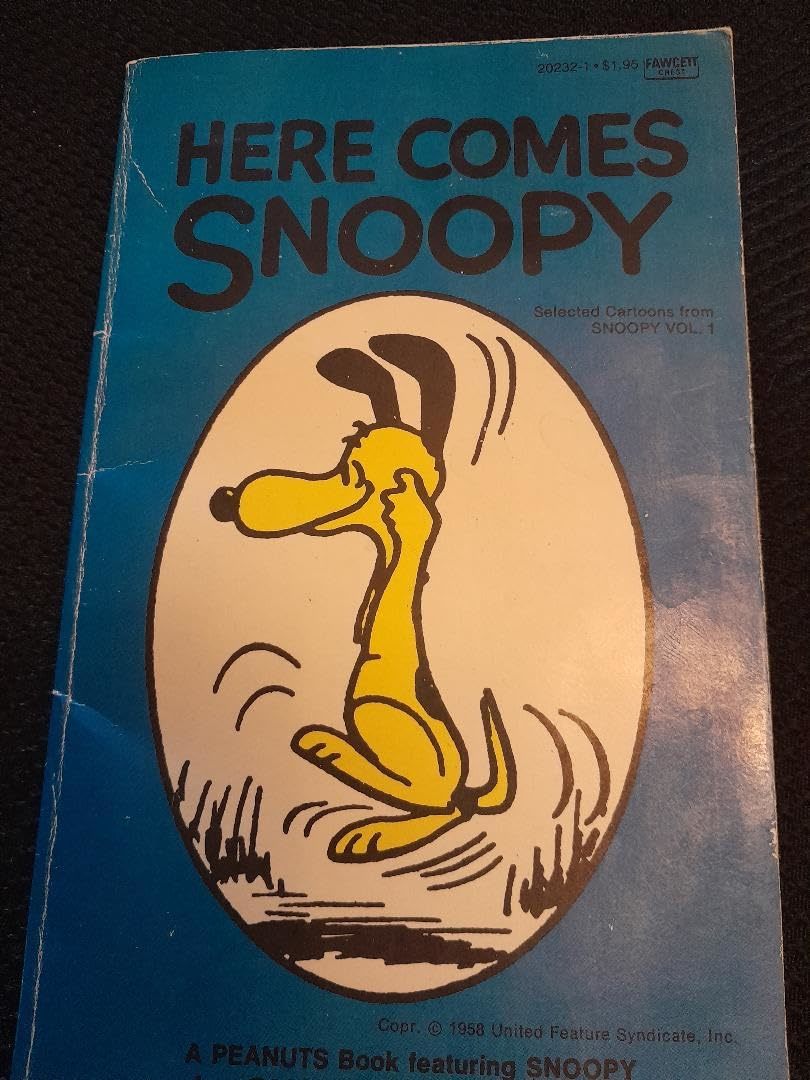 20232-1 • $1.95 FAWCETT
CREST
HERE COMES
SNOOPY
Selected Cartoons from
SNOOPY VOL. 1
Copr. © 1958 United Feature Syndicate, Inc.
A PEANUTS Book featuring SNOOPY